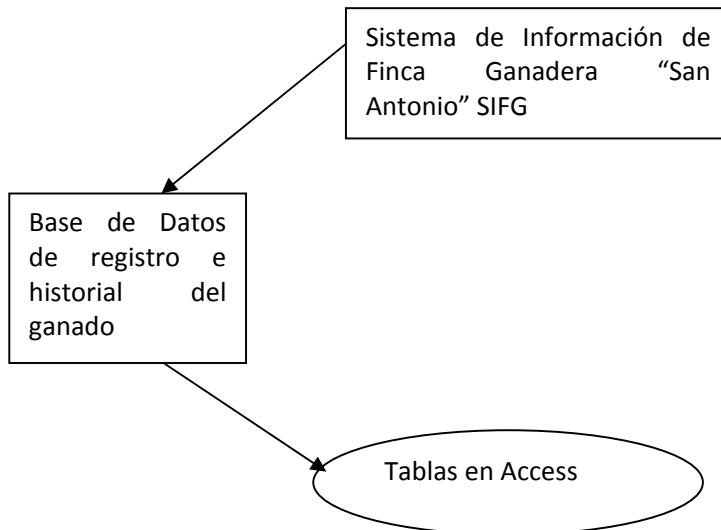 Sistema de Información de
Finca Ganadera “San
Antonio” SIFG
Base de Datos
de registro e
historial del
ganado
Tablas en Access